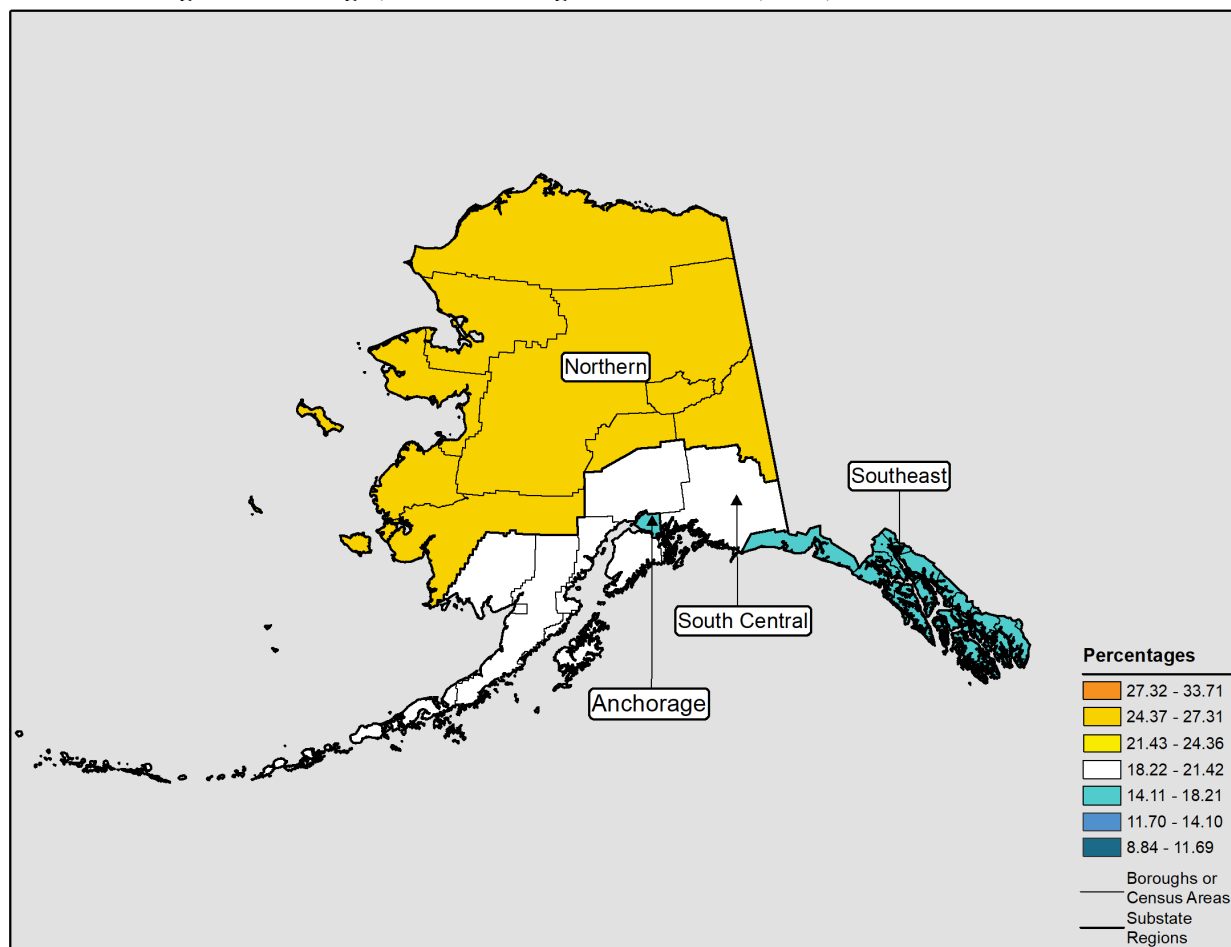 Northern
Southeast
South Central
Anchorage
Percentages
27.32 - 33.71
24.37 - 27.31
21.43 - 24.36
18.22 - 21.42
14.11 - 18.21
11.70 - 14.10
8.84 - 11.69
Boroughs or
Census Areas
Substate
Regions